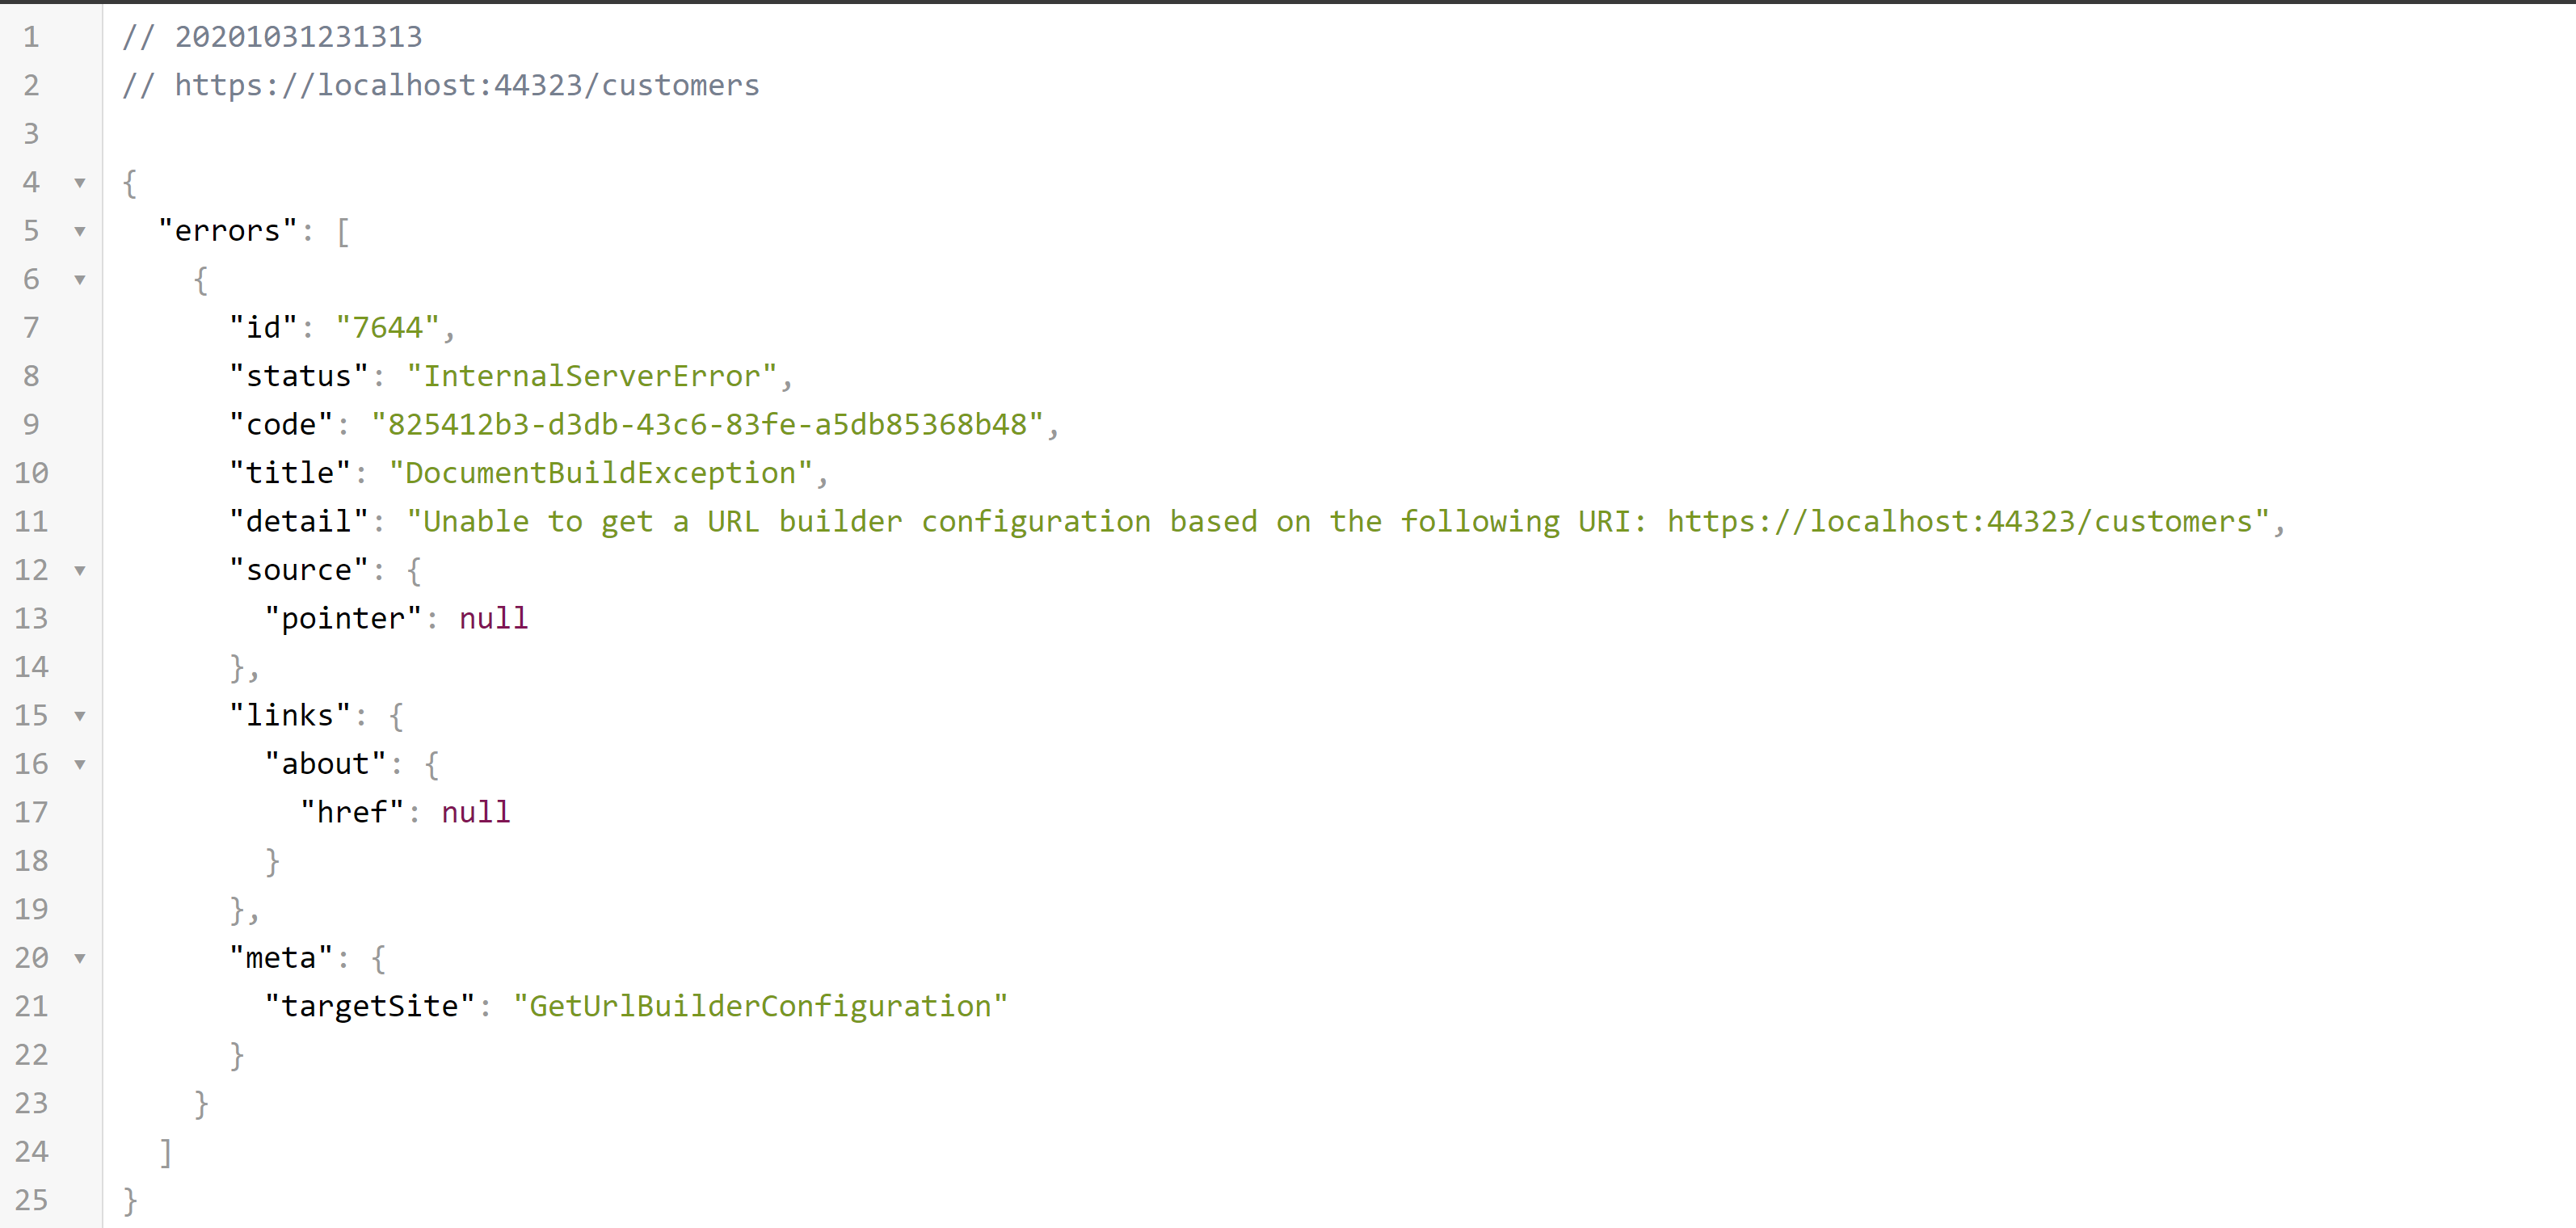 1 // 20201031231313
2 // https://localhost:44323/customers
3
4 ▼ {
5 ▼   "errors": [
6 ▼     {
7       "id": "7644",
8       "status": "InternalServerError",
9       "code": "825412b3-d3db-43c6-83fe-a5db85368b48",
10       "title": "DocumentBuildException",
11       "detail": "Unable to get a URL builder configuration based on the following URI: https://localhost:44323/customers",
12 ▼       "source": {
13         "pointer": null
14       },
15 ▼       "links": {
16 ▼         "about": {
17           "href": null
18         }
19       },
20 ▼       "meta": {
21         "targetSite": "GetUrlBuilderConfiguration"
22       }
23     }
24   ]
25 }